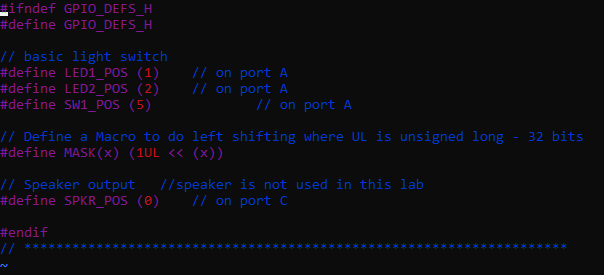 #ifndef GPIO_DEFS_H
#define GPIO_DEFS_H
// basic light switch
#define LED1_POS (1)    // on port A
#define LED2_POS (2)    // on port A
#define SW1_POS (5)             // on port A
// Define a Macro to do left shifting where UL is unsigned long - 32 bits
#define MASK(x) (1UL << (x))
// Speaker output   //speaker is not used in this lab
#define SPKR_POS (0)    // on port C
#endif
// ********************************************************************
~